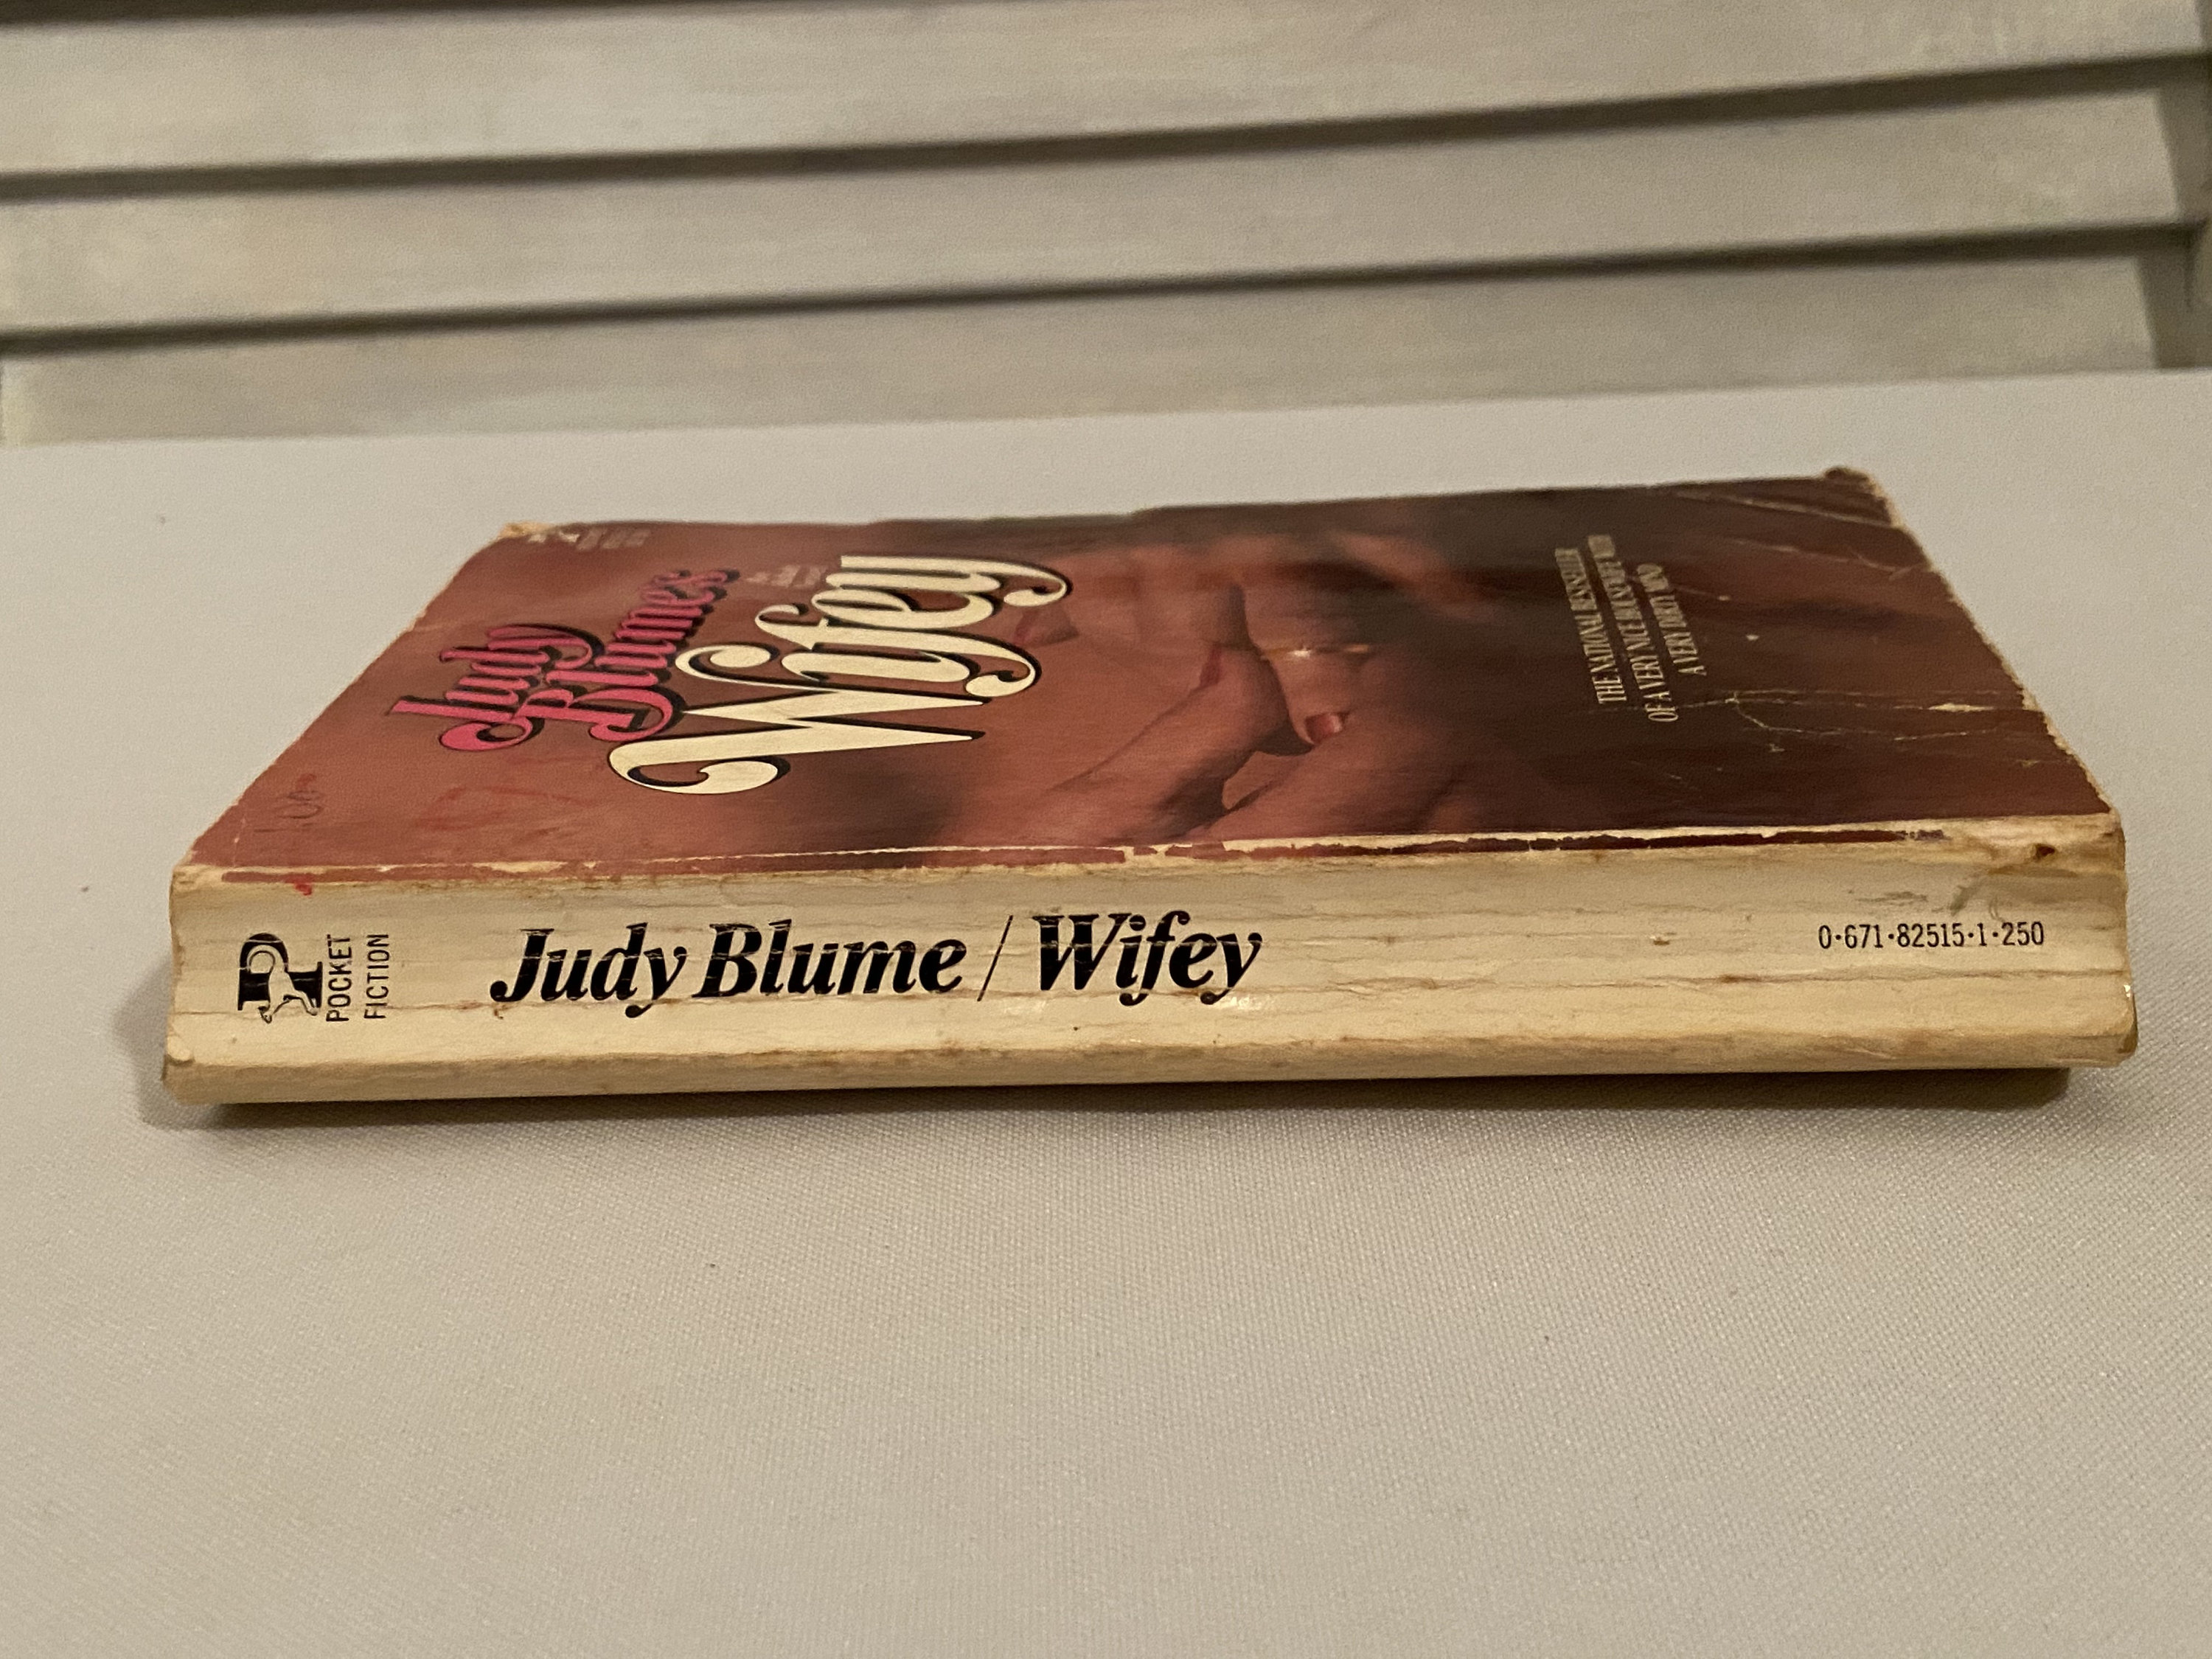 Judy
Blume's
Wifey
THE NATIONAL BESTSELLER
OF A VERY NICE HOUSEWIFE WITH
A VERY DIRTY MIND
P
POCKET
FICTION
Judy Blume / Wifey
0·671·82515·1·250